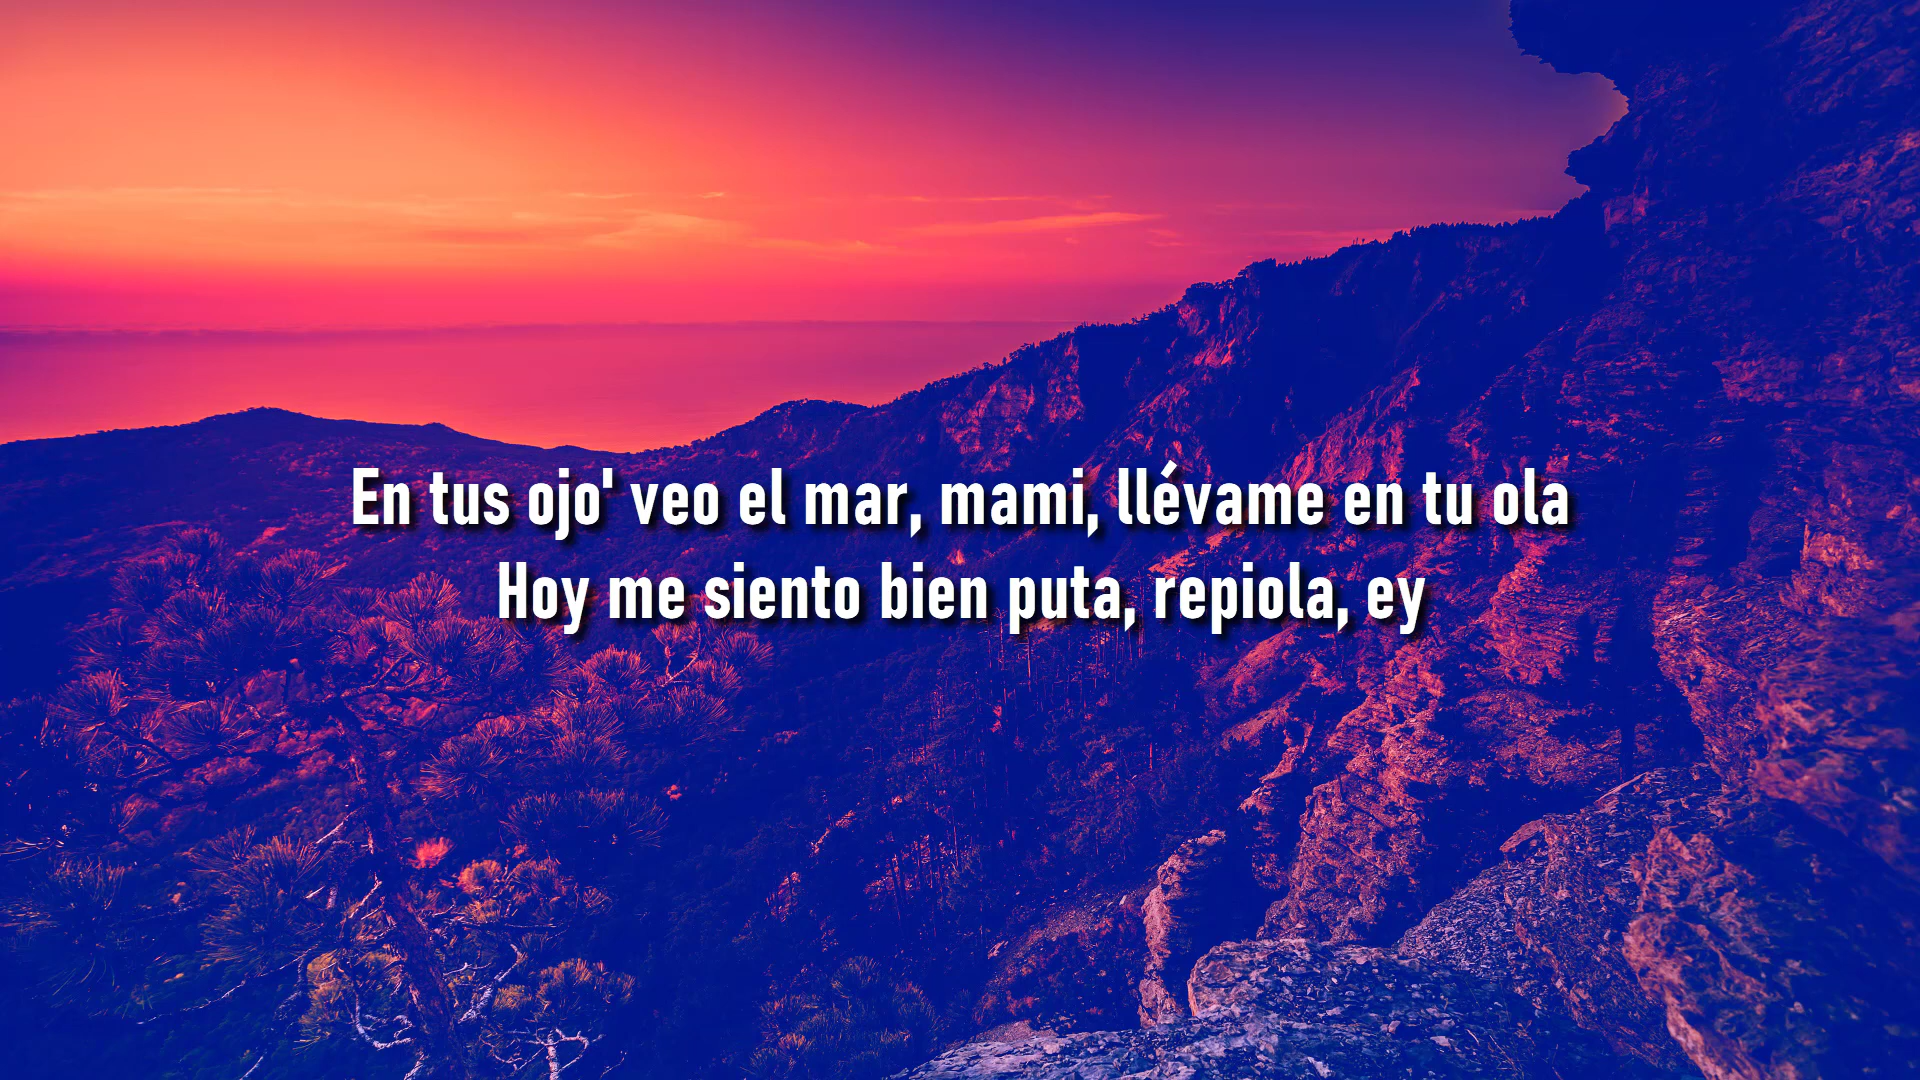 En tus ojo' veo el mar, mami, llévame en tu ola
Hoy me siento bien puta, repiola, ey